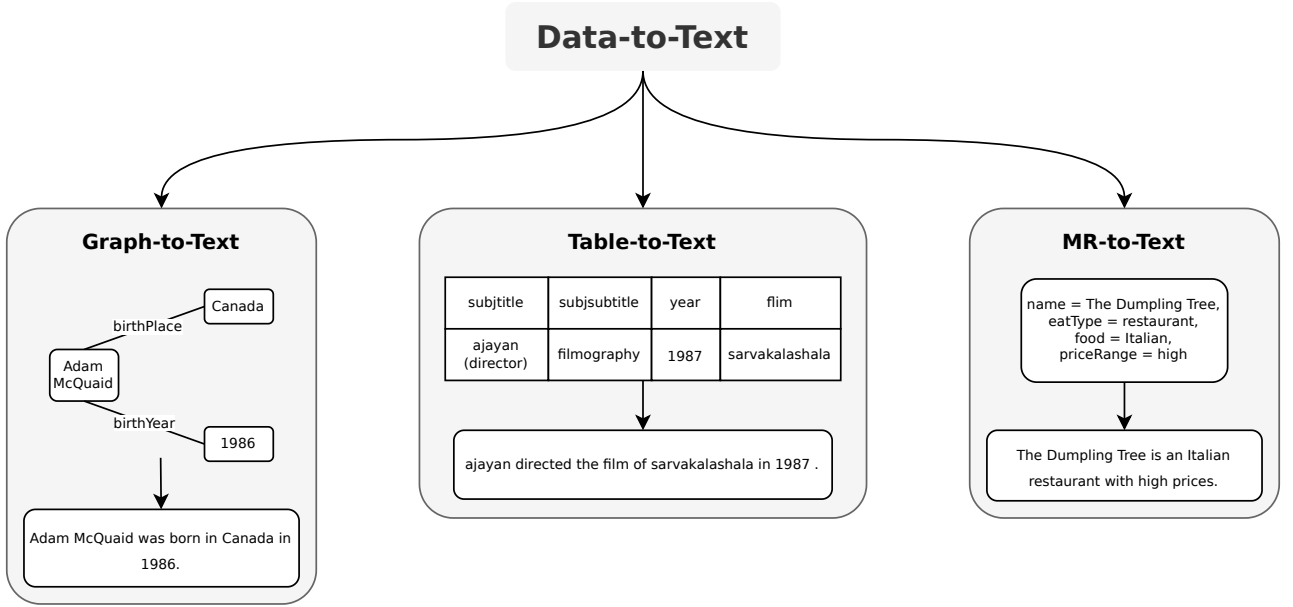 Data-to-Text
Graph-to-Text
Canada
birthPlace
Adam
McQuaid
birthYear
1986
Adam McQuaid was born in Canada in
1986.
Table-to-Text
subjtitle subjsubtitle year flim
ajayan
(director) filmography 1987 sarvakalashala
ajayan directed the film of sarvakalashala in 1987 .
MR-to-Text
name = The Dumpling Tree,
eatType = restaurant,
food = Italian,
priceRange = high
The Dumpling Tree is an Italian
restaurant with high prices.